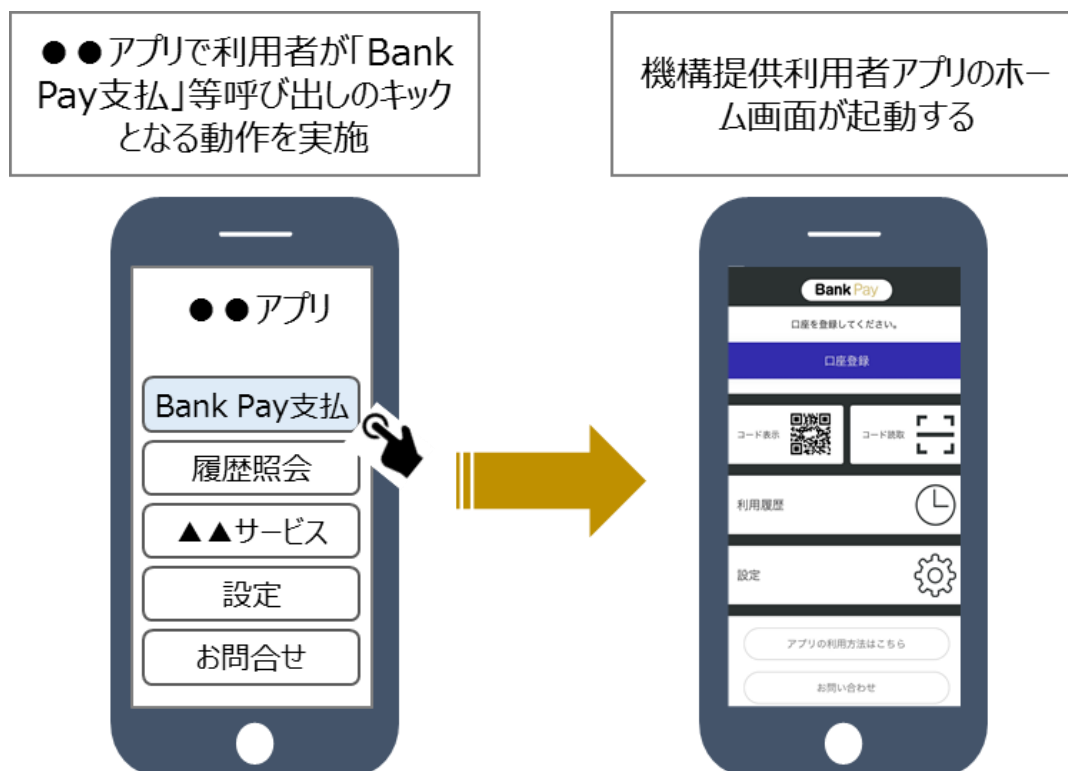 ●●アプリで利用者が「Bank
Pay支払」等呼び出しのキック
となる動作を実施
機構提供利用者アプリのホー
ム画面が起動する
●●アプリ
Bank Pay支払
履歴照会
▲▲サービス
設定
お問合せ
Bank Pay
口座を登録してください。
口座登録
コード表示
コード読取
利用履歴
設定
アプリの利用方法はこちら
お問い合わせ